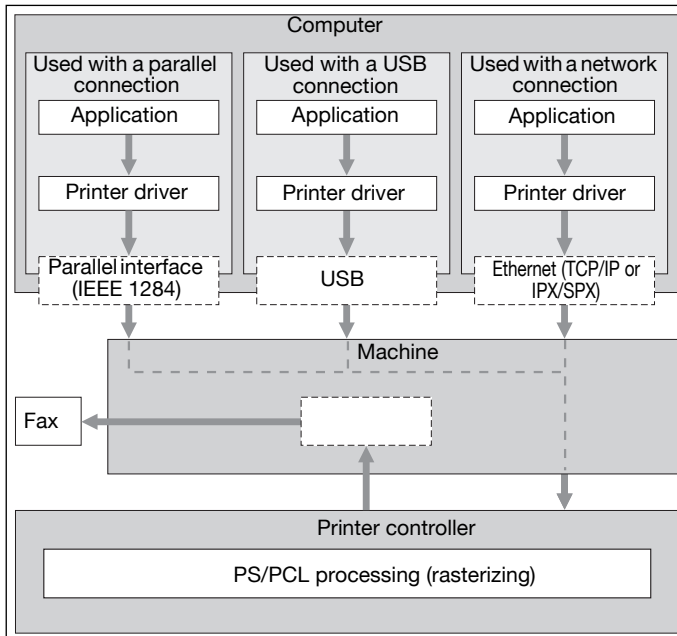 Computer
Used with a parallel
connection
Application
Printer driver
Parallel interface
(IEEE 1284)
Used with a USB
connection
Application
Printer driver
USB
Used with a network
connection
Application
Printer driver
Ethernet (TCP/IP or
IPX/SPX)
Machine
Fax
Printer controller
PS/PCL processing (rasterizing)